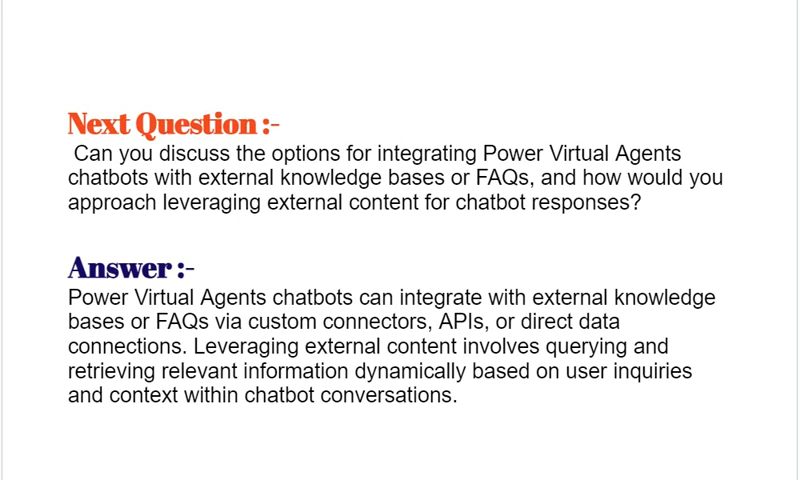 Next Question :-
Can you discuss the options for integrating Power Virtual Agents
chatbots with external knowledge bases or FAQs, and how would you
approach leveraging external content for chatbot responses?
Answer :-
Power Virtual Agents chatbots can integrate with external knowledge
bases or FAQs via custom connectors, APIs, or direct data
connections. Leveraging external content involves querying and
retrieving relevant information dynamically based on user inquiries
and context within chatbot conversations.